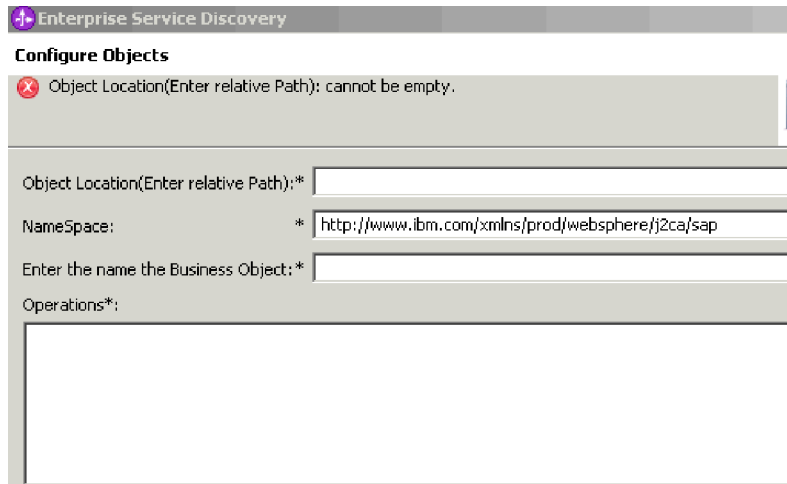 Enterprise Service Discovery
Configure Objects
Object Location(Enter relative Path): cannot be empty.
Object Location(Enter relative Path):*
NameSpace: * http://www.ibm.com/xmlns/prod/websphere/j2ca/sap
Enter the name the Business Object:*
Operations*: